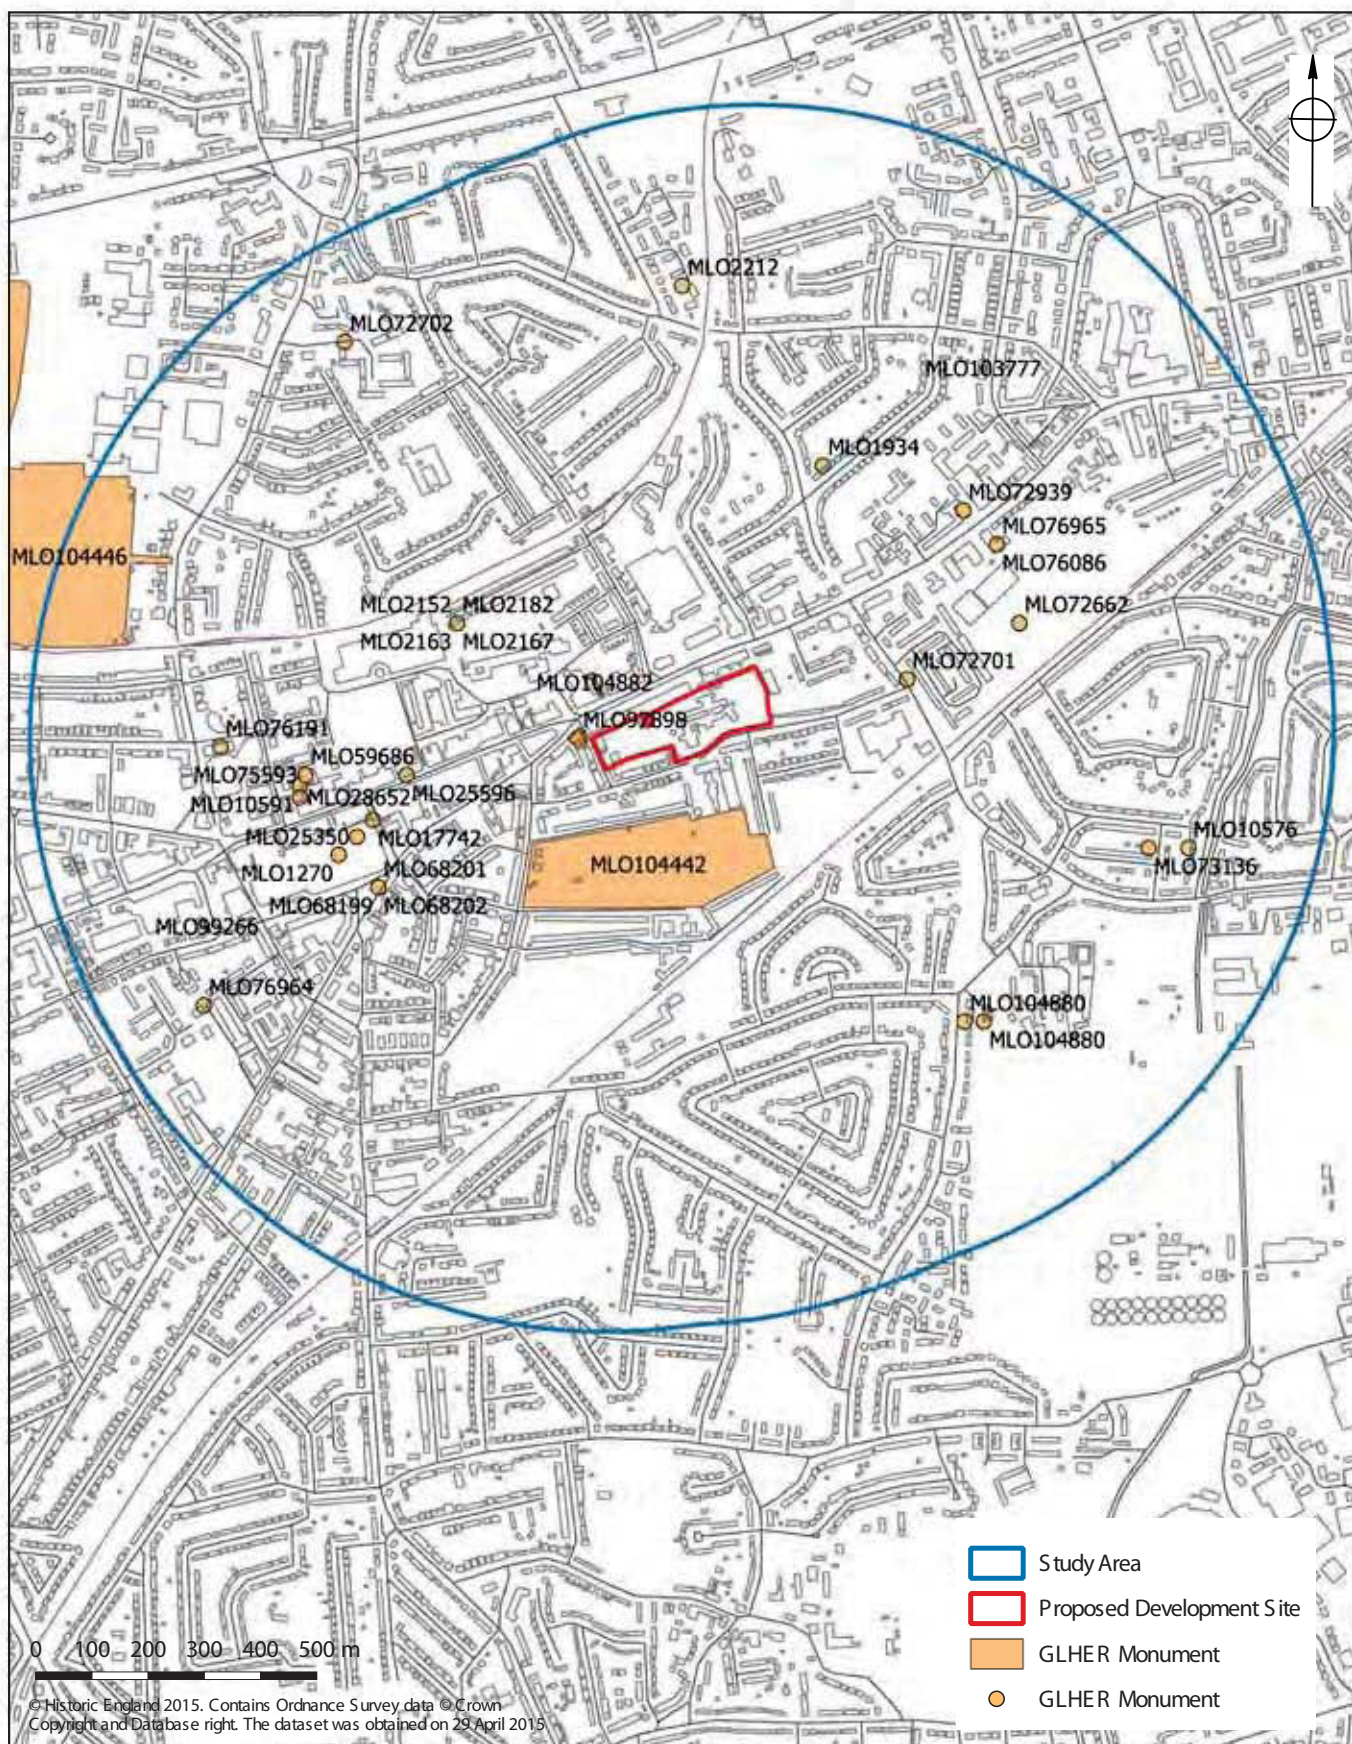 MLO2212
MLO72702
MLO103777
MLO1934
MLO72939
MLO76965
MLO104446
MLO76086
MLO2152 MLO2182
MLO72662
MLO2163 MLO2167
MLO72701
MLO104882
MLO97898
MLO76191
MLO59686
MLO75593
MLO10591 MLO28652 MLO25596
MLO25350 MLO17742
MLO10576
MLO104442
MLO73136
MLO1270
MLO68201
MLO68199 MLO68202
MLO99266
MLO76964
MLO104880
MLO104880
Study Area
Proposed Development Site
GLHER Monument
GLHER Monument
0 100 200 300 400 500 m
© Historic England 2015. Contains Ordnance Survey data © Crown
Copyright and Database right. The dataset was obtained on 29 April 2015